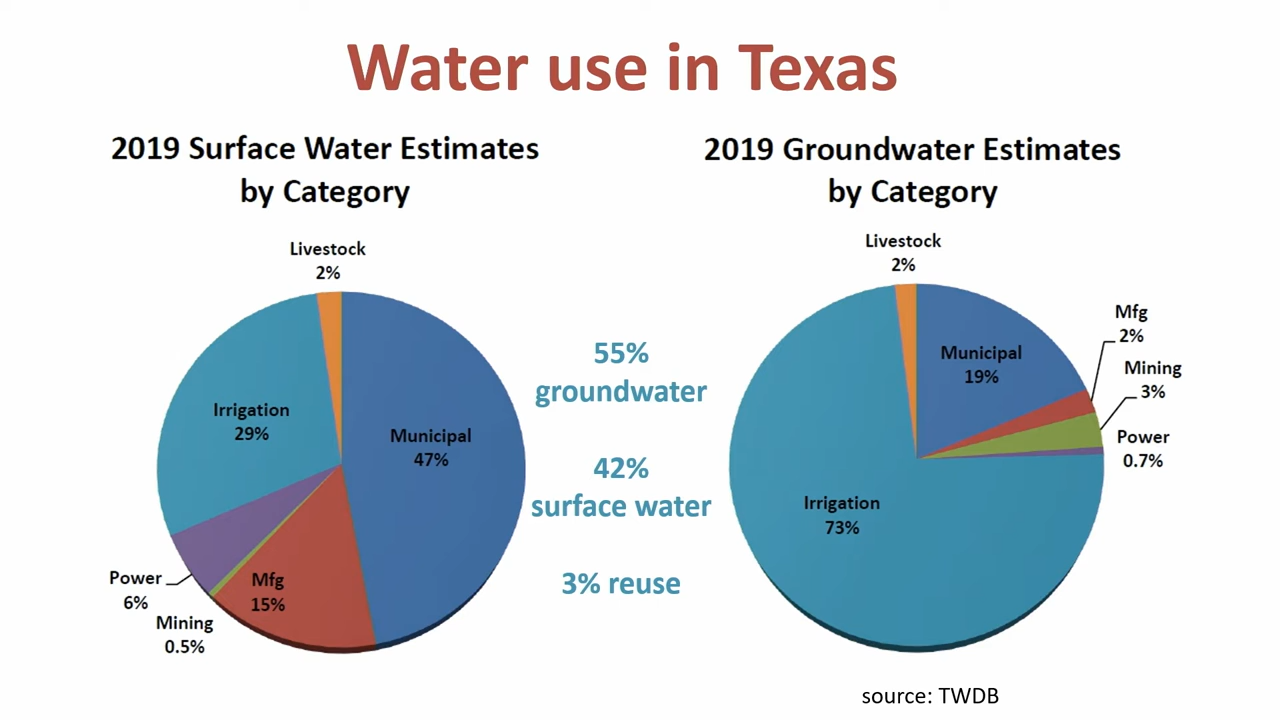 Water use in Texas
2019 Surface Water Estimates
by Category
Livestock
2%
Irrigation
29%
Municipal
47%
Power
6%
Mining
0.5%
Mfg
15%
55%
groundwater
42%
surface water
3% reuse
2019 Groundwater Estimates
by Category
Livestock
2%
Municipal
19%
Mfg
2%
Mining
3%
Power
0.7%
Irrigation
73%
source: TWDB